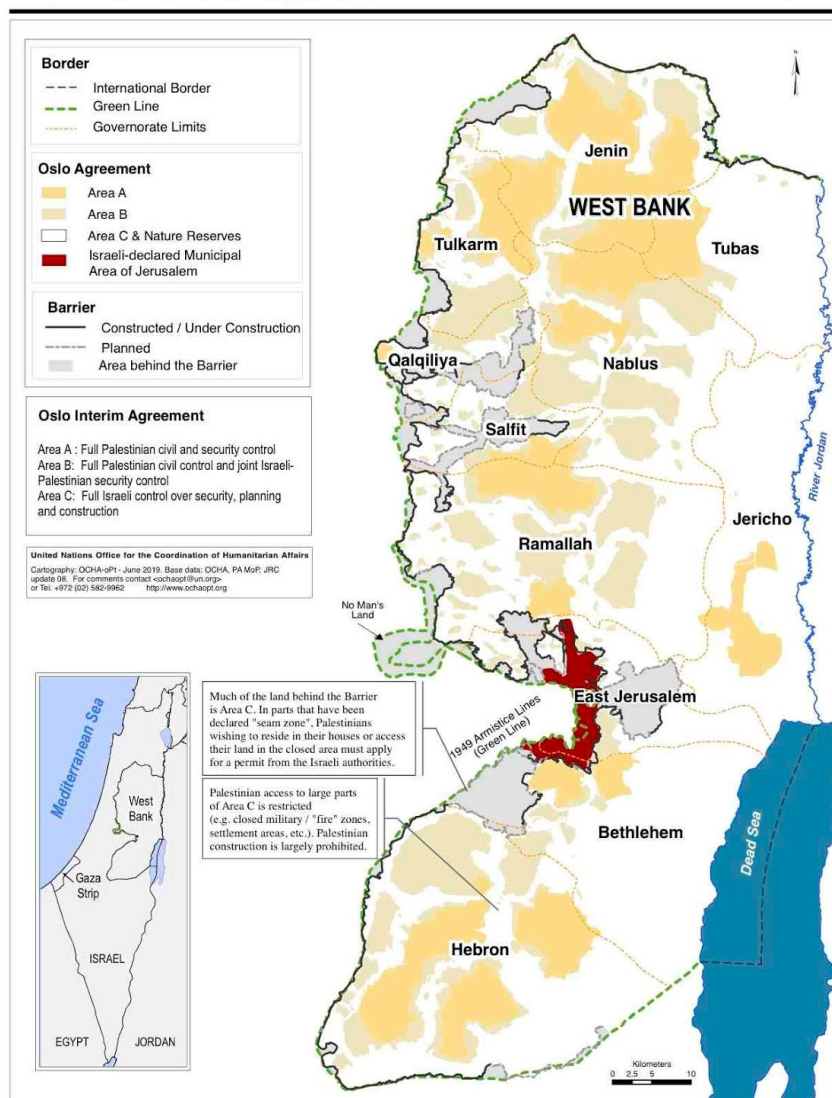 Border
International Border
Green Line
Governorate Limits
Oslo Agreement
Area A
Area B
Area C & Nature Reserves
Israeli-declared Municipal
Area of Jerusalem
Barrier
Constructed / Under Construction
Planned
Area behind the Barrier
Oslo Interim Agreement
Area A : Full Palestinian civil and security control
Area B: Full Palestinian civil control and joint Israeli-
Palestinian security control
Area C: Full Israeli control over security, planning
and construction
United Nations Office for the Coordination of Humanitarian Affairs
Cartography: OCHA-oPt - June 2019. Base data: OCHA, PA MoP, JRC
update 08. For comments contact <ochaopt@un.org>
or Tel. +972 (02) 582-9962 http://www.ochaopt.org
N
Jenin
WEST BANK
Tubas
Tulkarm
Qalqiliya
Nablus
Salfit
River Jordan
Jericho
Ramallah
No Man's
Land
East Jerusalem
1949 Armistice Lines
(Green Line)
Much of the land behind the Barrier
is Area C. In parts that have been
declared "seam zone", Palestinians
wishing to reside in their houses or access
their land in the closed area must apply
for a permit from the Israeli authorities.
Palestinian access to large parts
of Area C is restricted
(e.g. closed military / "fire" zones,
settlement areas, etc.). Palestinian
construction is largely prohibited.
Bethlehem
Dead Sea
Hebron
Kilometers
0 2.5 5 10
Mediterranean Sea
West
Bank
Gaza
Strip
ISRAEL
EGYPT
JORDAN